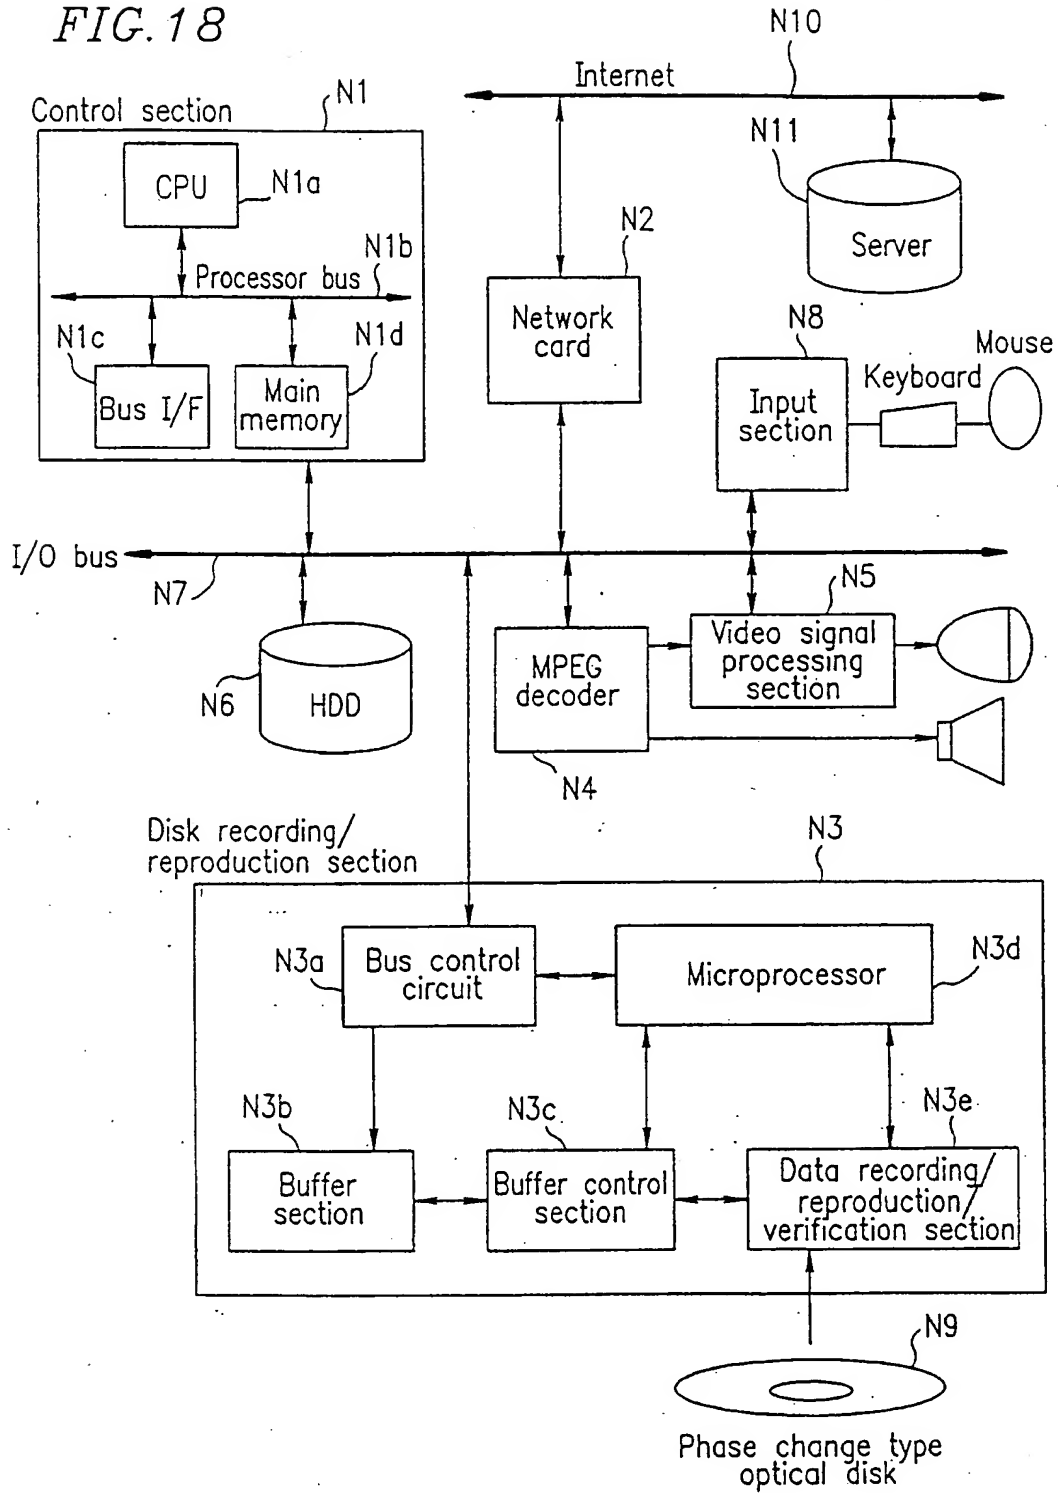 FIG.18
N10
Internet
N1
Control section
N11
CPU
N1a
N2
Server
N1b
Processor bus
Network
card
N8
N1c
N1d
Mouse
Keyboard
Bus I/F
Main
memory
Input
section
I/O bus
N7
N5
Video signal
processing
section
MPEG
decoder
N6
HDD
N4
Disk recording/
reproduction section
N3
N3a
Bus control
circuit
Microprocessor
N3d
N3b
N3c
N3e
Buffer
section
Buffer control
section
Data recording/
reproduction/
verification section
N9
Phase change type
optical disk